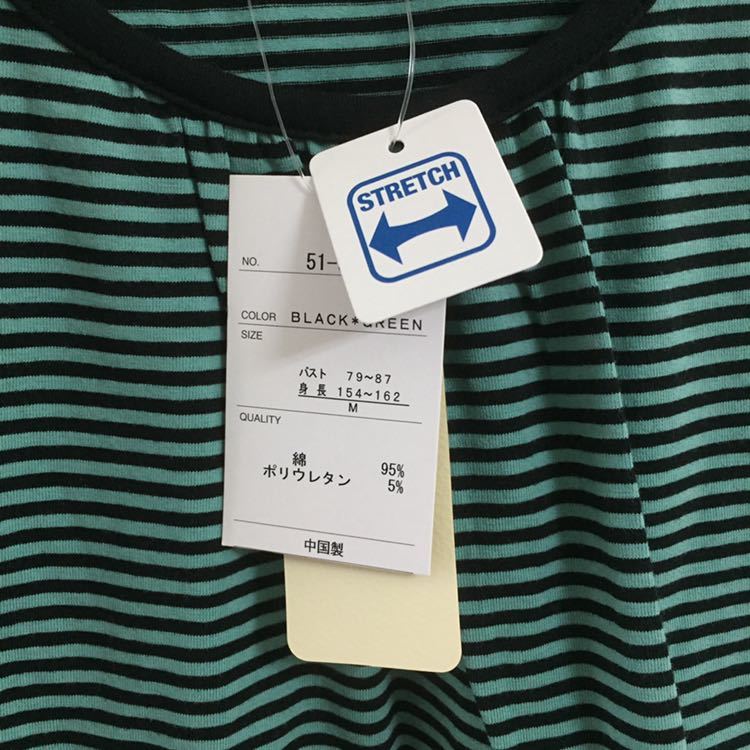 STRETCH
NO. 51-
COLOR BLACK*GREEN
SIZE
バスト 79~87
身長 154~162
M
QUALITY
綿 95%
ポリウレタン 5%
中国製